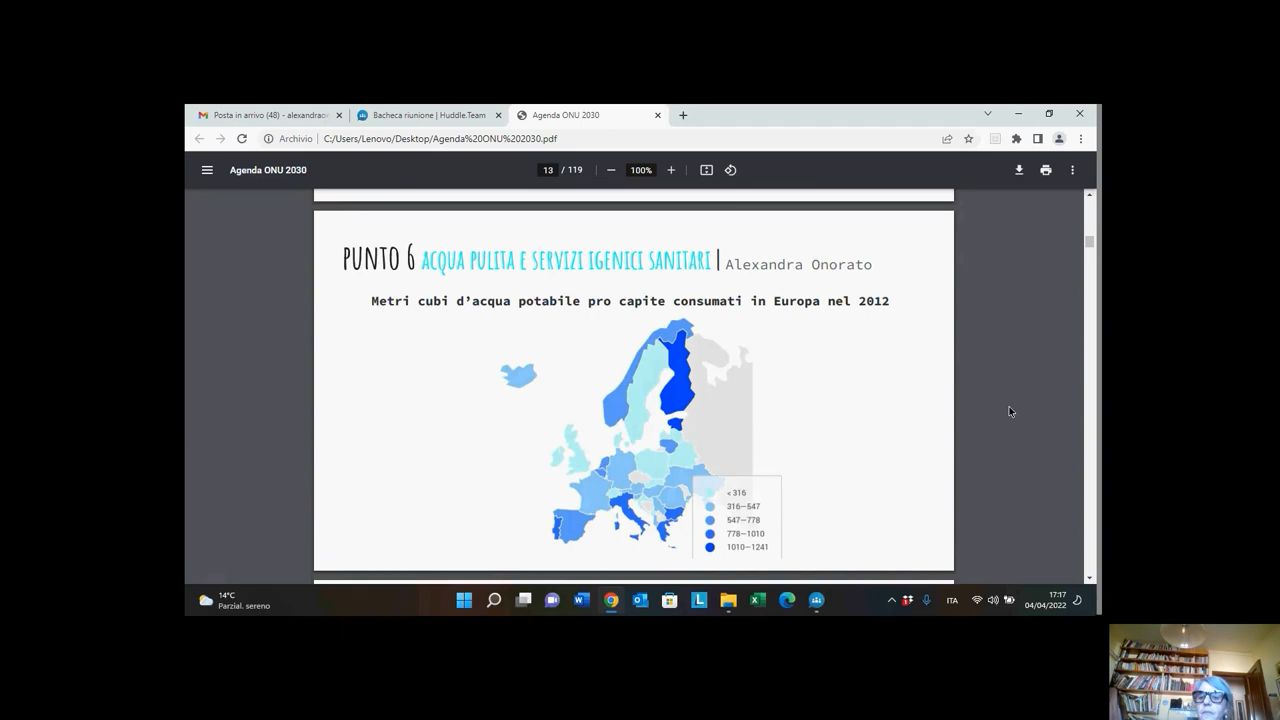 Posta in arrivo (48) - alexandrao
Bacheca riunione | Huddle.Team
Agenda ONU 2030
Archivio
C:/Users/Lenovo/Desktop/Agenda%20ONU%202030.pdf
Agenda ONU 2030
13 / 119
100%
PUNTO 6 ACQUA PULITA E SERVIZI IGENICI SANITARI | Alexandra Onorato
Metri cubi d'acqua potabile pro capite consumati in Europa nel 2012
< 316
316—547
547—778
778—1010
1010—1241
14°C
Parzial. sereno
ITA
17:17
04/04/2022